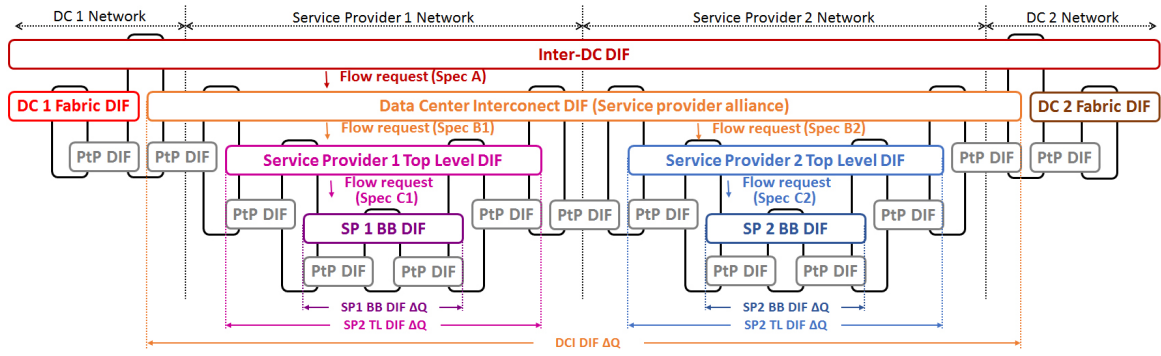 DC 1 Network
Service Provider 1 Network
Service Provider 2 Network
DC 2 Network
Inter-DC DIF
Flow request (Spec A)
DC 1 Fabric DIF
Data Center Interconect DIF (Service provider alliance)
DC 2 Fabric DIF
Flow request (Spec B1)
Flow request (Spec B2)
PtP DIF
PtP DIF
Service Provider 1 Top Level DIF
Service Provider 2 Top Level DIF
PtP DIF
PtP DIF
Flow request
(Spec C1)
Flow request
(Spec C2)
PtP DIF
SP 1 BB DIF
PtP DIF
PtP DIF
PtP DIF
SP 2 BB DIF
PtP DIF
PtP DIF
PtP DIF
PtP DIF
PtP DIF
SP1 BB DIF ΔQ
SP2 BB DIF ΔQ
SP2 TL DIF ΔQ
SP2 TL DIF ΔQ
DCI DIF ΔQ